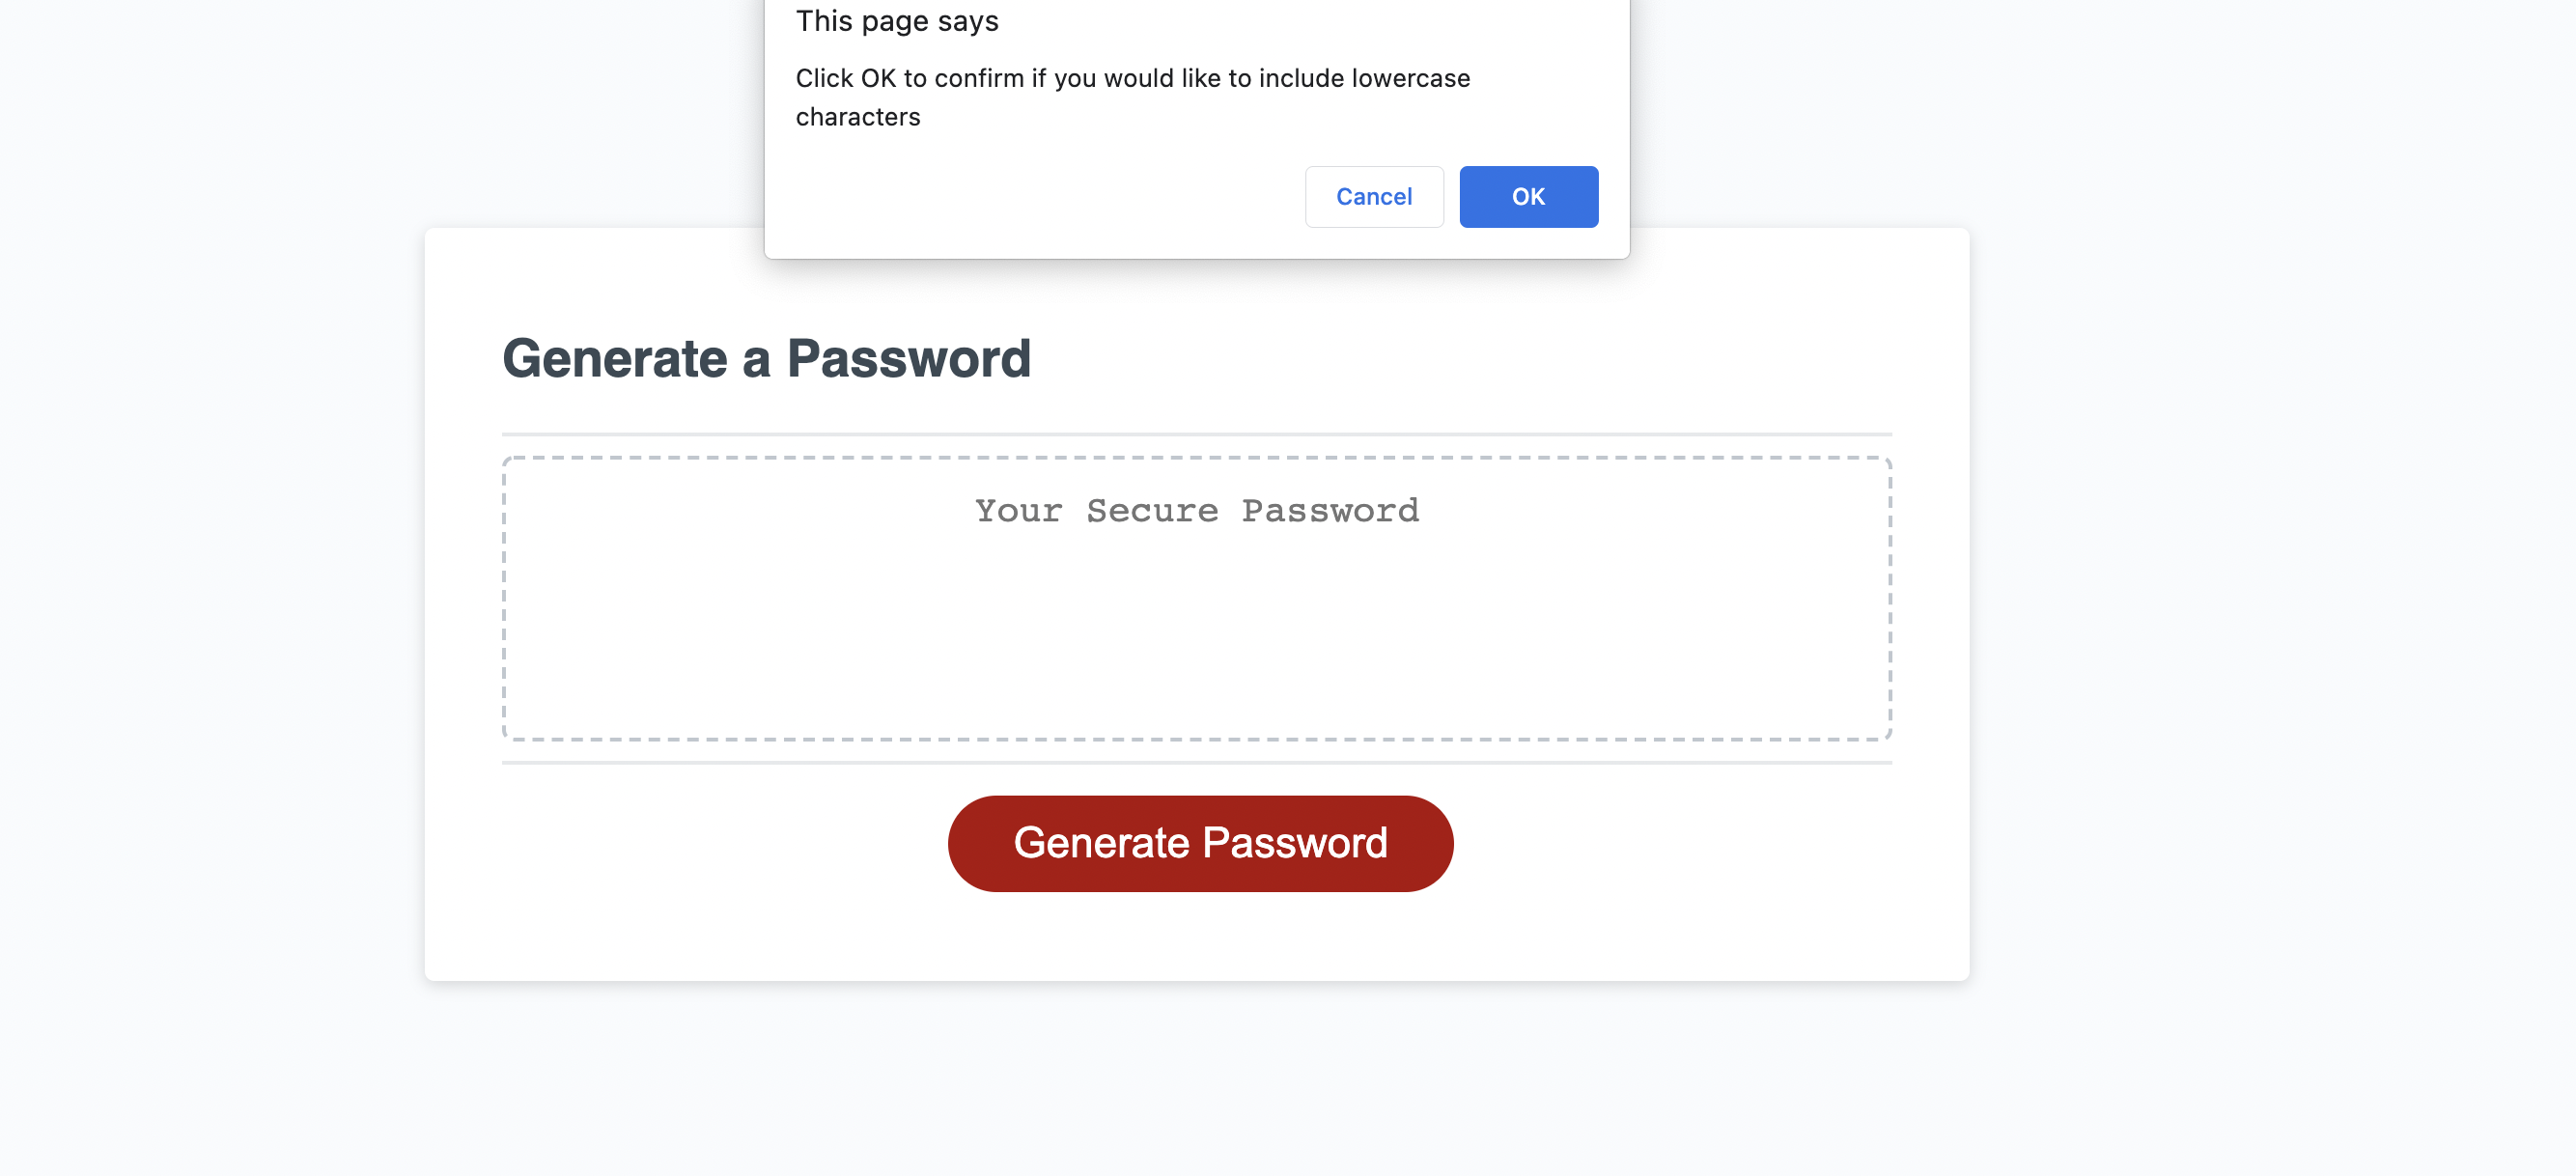 This page says
Click OK to confirm if you would like to include lowercase
characters
Cancel
OK
Generate a Password
Your Secure Password
Generate Password